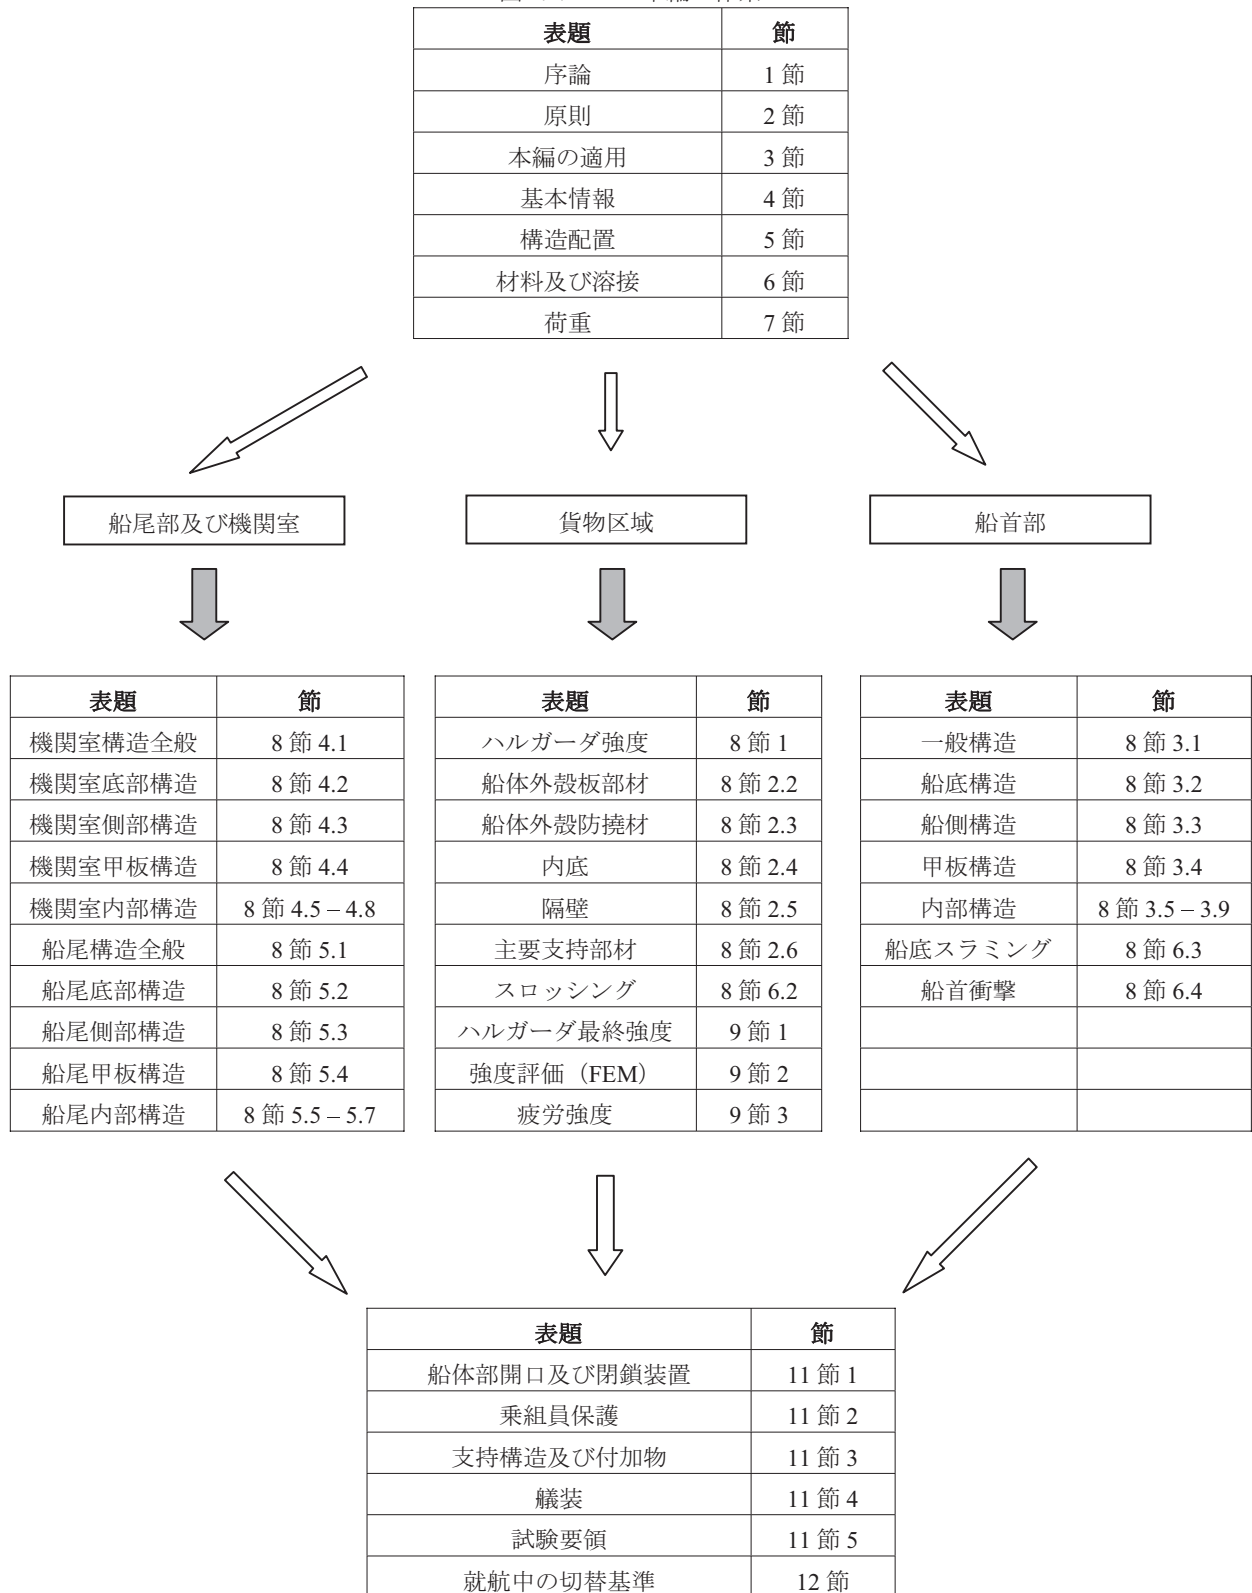 表題 節
序論 1 節
原則 2 節
本編の適用 3 節
基本情報 4 節
構造配置 5 節
材料及び溶接 6 節
荷重 7 節
船尾部及び機関室
貨物区域
船首部
表題 節
機関室構造全般 8 節 4.1
機関室底部構造 8 節 4.2
機関室側部構造 8 節 4.3
機関室甲板構造 8 節 4.4
機関室内部構造 8 節 4.5 – 4.8
船尾構造全般 8 節 5.1
船尾底部構造 8 節 5.2
船尾側部構造 8 節 5.3
船尾甲板構造 8 節 5.4
船尾内部構造 8 節 5.5 – 5.7
表題 節
ハルガーダ強度 8 節 1
船体外殻板部材 8 節 2.2
船体外殻防撓材 8 節 2.3
内底 8 節 2.4
隔壁 8 節 2.5
主要支持部材 8 節 2.6
スロッシング 8 節 6.2
ハルガーダ最終強度 9 節 1
強度評価（FEM） 9 節 2
疲労強度 9 節 3
表題 節
一般構造 8 節 3.1
船底構造 8 節 3.2
船側構造 8 節 3.3
甲板構造 8 節 3.4
内部構造 8 節 3.5 – 3.9
船底スラミング 8 節 6.3
船首衝撃 8 節 6.4
表題 節
船体部開口及び閉鎖装置 11 節 1
乗組員保護 11 節 2
支持構造及び付加物 11 節 3
艤装 11 節 4
試験要領 11 節 5
就航中の切替基準 12 節